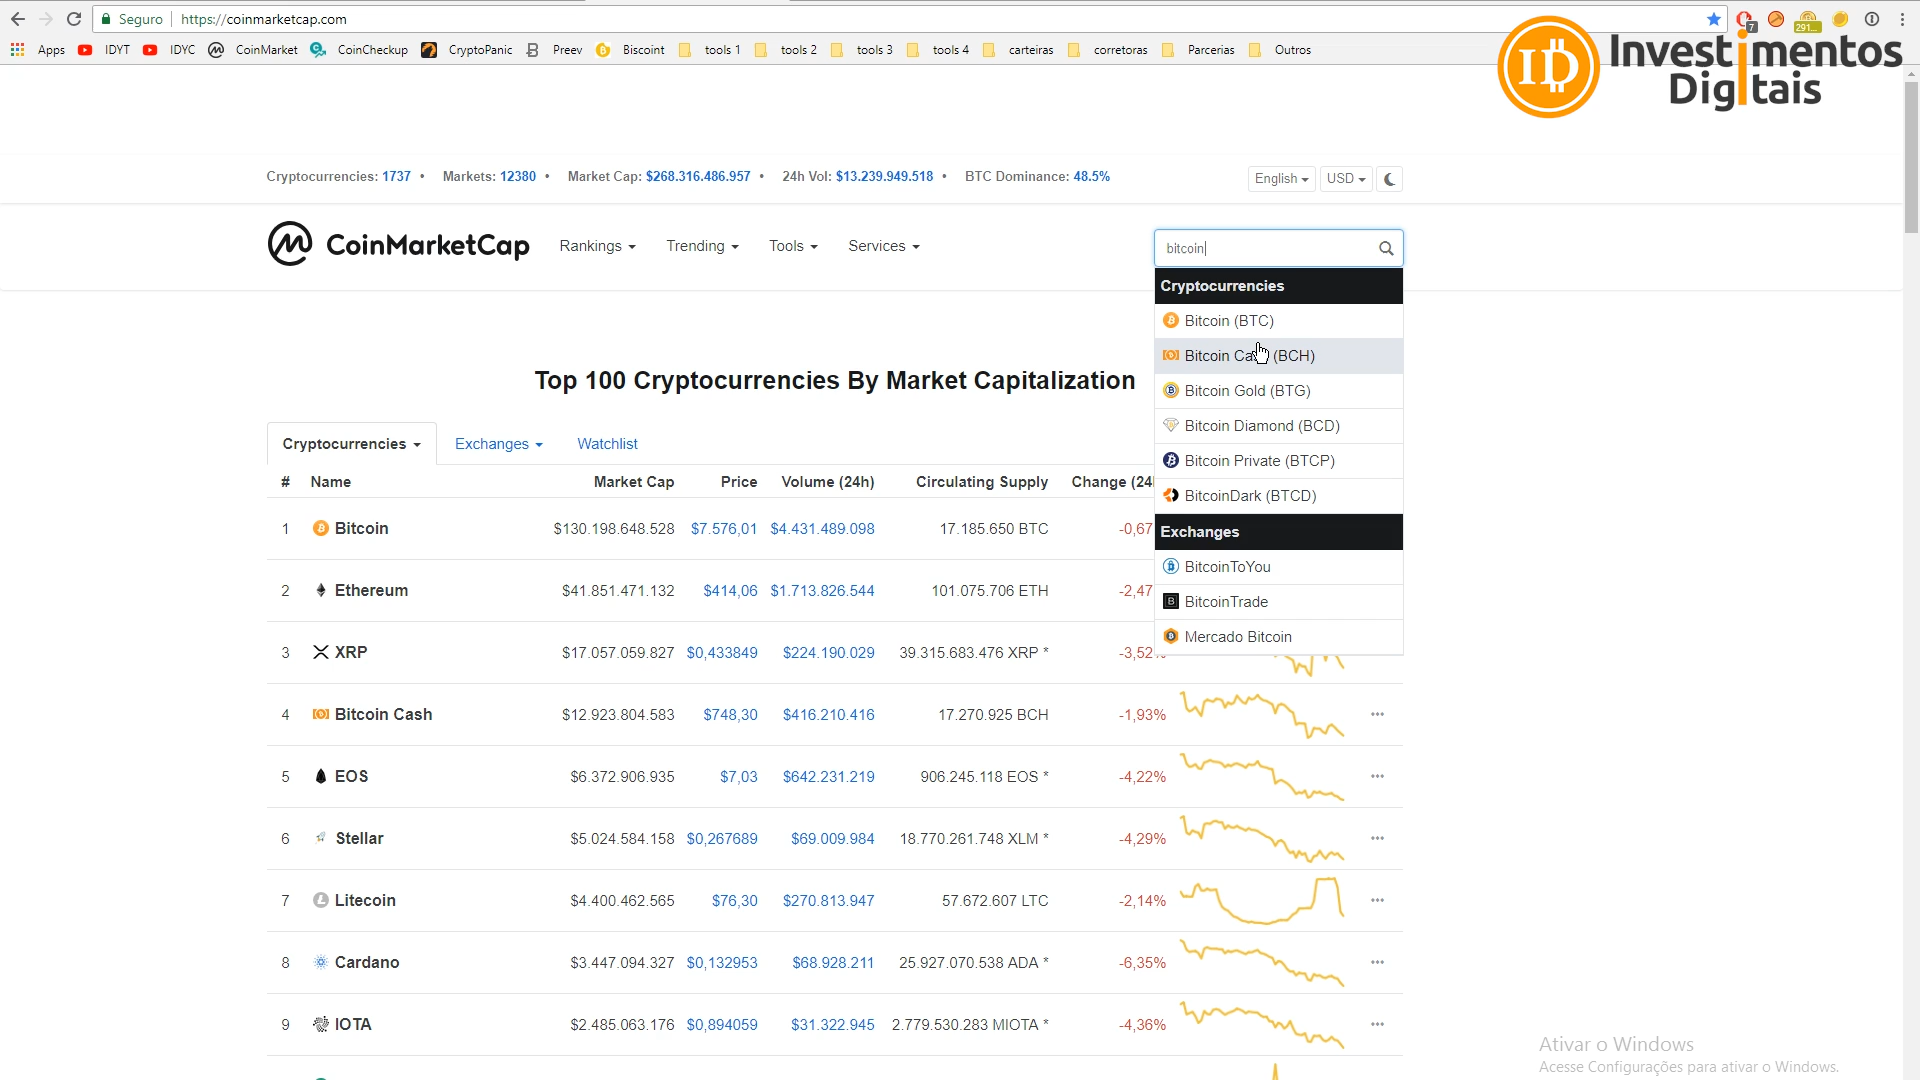 Seguro https://coinmarketcap.com
7
291...
Apps IDYT IDYC CoinMarket CoinCheckup CryptoPanic Preev Biscoint tools 1 tools 2 tools 3 tools 4 carteiras corretoras Parcerias Outros
Investimentos
Digitais
Cryptocurrencies: 1737 • Markets: 12380 • Market Cap: $268.316.486.957 • 24h Vol: $13.239.949.518 • BTC Dominance: 48.5%
English USD
CoinMarketCap Rankings Trending Tools Services
bitcoin
Cryptocurrencies
Bitcoin (BTC)
Bitcoin Ca (BCH)
Bitcoin Gold (BTG)
Bitcoin Diamond (BCD)
Bitcoin Private (BTCP)
BitcoinDark (BTCD)
Exchanges
BitcoinToYou
BitcoinTrade
Mercado Bitcoin
Top 100 Cryptocurrencies By Market Capitalization
Cryptocurrencies Exchanges Watchlist
# Name Market Cap Price Volume (24h) Circulating Supply Change (24
1 Bitcoin $130.198.648.528 $7.576,01 $4.431.489.098 17.185.650 BTC -0,67
2 Ethereum $41.851.471.132 $414,06 $1.713.826.544 101.075.706 ETH -2,47
3 XRP $17.057.059.827 $0,433849 $224.190.029 39.315.683.476 XRP * -3,52
4 Bitcoin Cash $12.923.804.583 $748,30 $416.210.416 17.270.925 BCH -1,93%
5 EOS $6.372.906.935 $7,03 $642.231.219 906.245.118 EOS * -4,22%
6 Stellar $5.024.584.158 $0,267689 $69.009.984 18.770.261.748 XLM * -4,29%
7 Litecoin $4.400.462.565 $76,30 $270.813.947 57.672.607 LTC -2,14%
8 Cardano $3.447.094.327 $0,132953 $68.928.211 25.927.070.538 ADA * -6,35%
9 IOTA $2.485.063.176 $0,894059 $31.322.945 2.779.530.283 MIOTA * -4,36%
Ativar o Windows
Acesse Configurações para ativar o Windows.